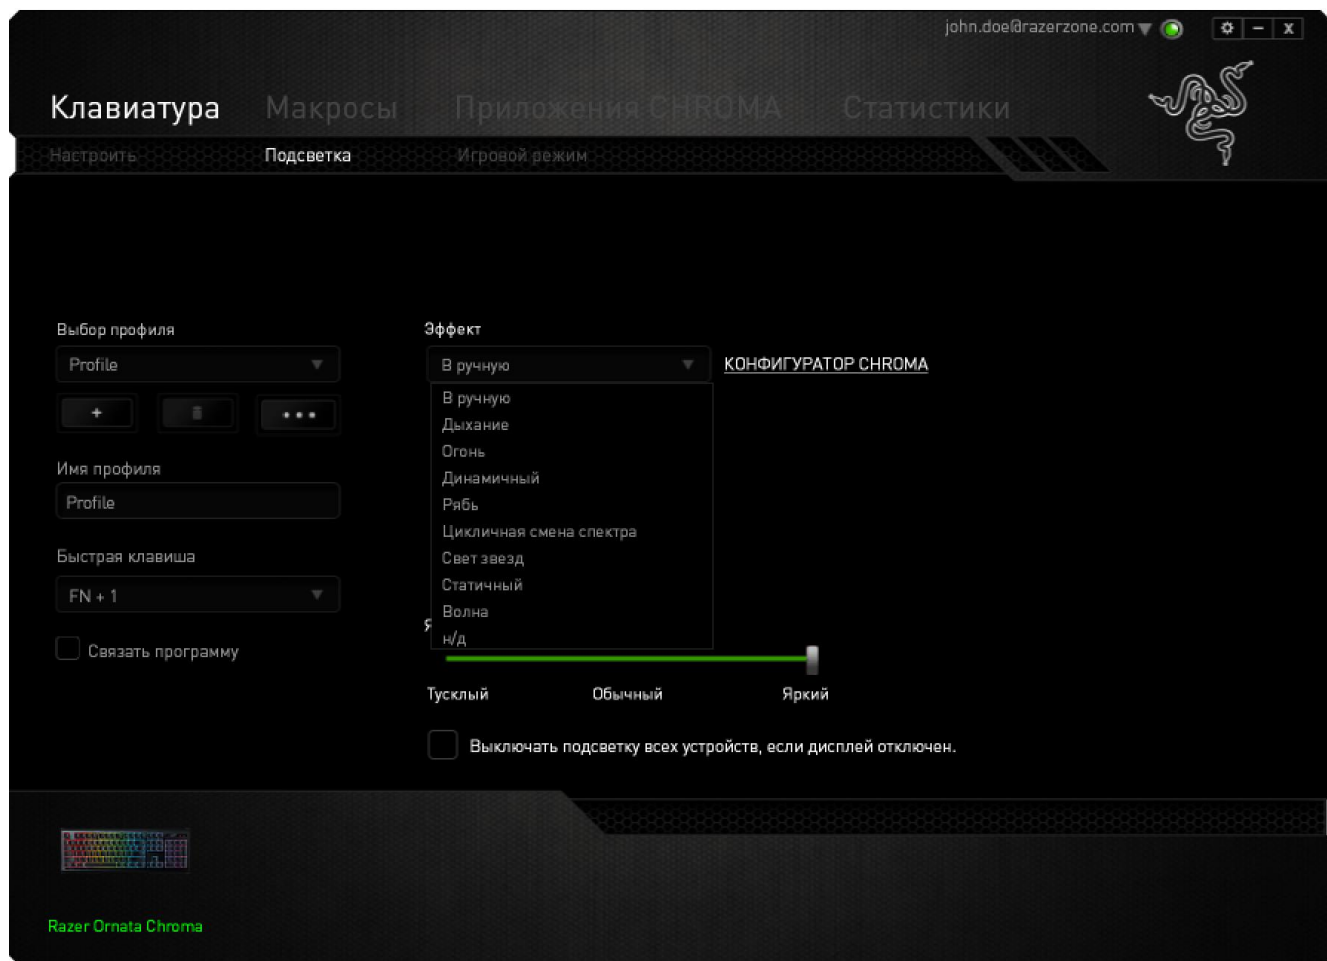 john.doe@razerzone.com
Клавиатура Макросы Приложения CHROMA Статистики
Настроить Подсветка Игровой режим
Выбор профиля
Profile
+
Имя профиля
Profile
Быстрая клавиша
FN + 1
Связать программу
Эффект
В ручную
КОНФИГУРАТОР CHROMA
В ручную
Дыхание
Огонь
Динамичный
Рябь
Цикличная смена спектра
Свет звезд
Статичный
Волна
н/д
Тусклый Обычный Яркий
Выключать подсветку всех устройств, если дисплей отключен.
Razer Ornata Chroma